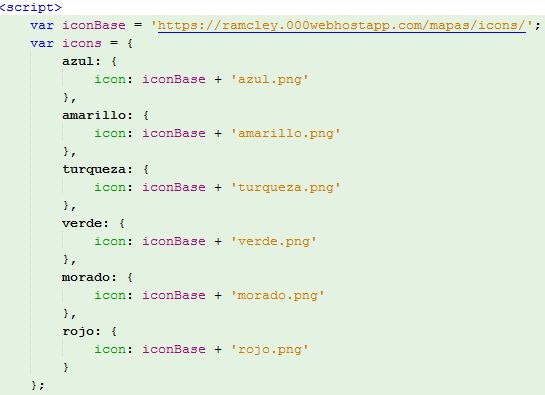 <script>
var iconBase = 'https://ramcley.000webhostapp.com/mapas/icons/';
var icons = {
azul: {
icon: iconBase + 'azul.png'
},
amarillo: {
icon: iconBase + 'amarillo.png'
},
turqueza: {
icon: iconBase + 'turqueza.png'
},
verde: {
icon: iconBase + 'verde.png'
},
morado: {
icon: iconBase + 'morado.png'
},
rojo: {
icon: iconBase + 'rojo.png'
}
};